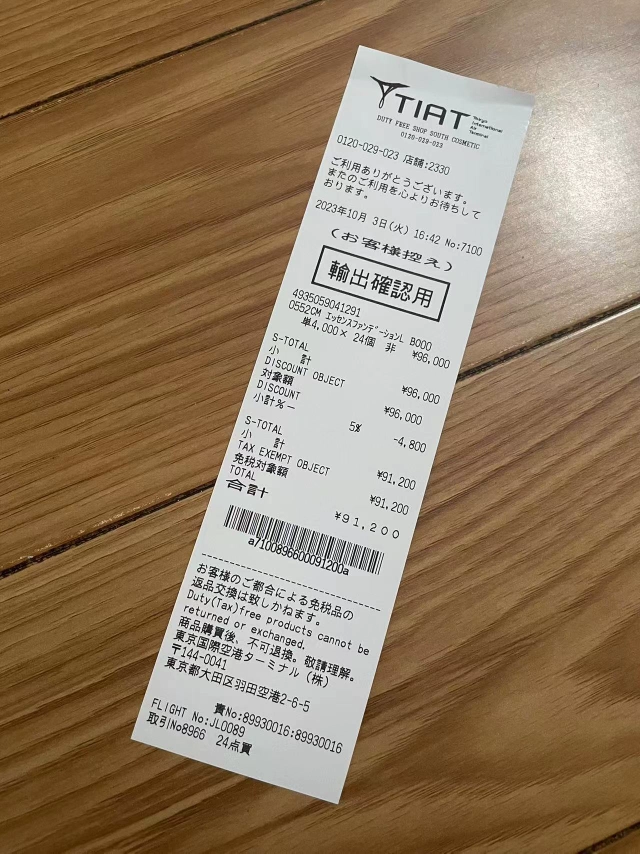 TIAT Tokyo International Air Terminal
DUTY FREE SHOP SOUTH COSMETIC
0120-029-023
0120-029-023 店舗:2330
ご利用ありがとうございます。
またのご利用を心よりお待ちして
おります。
2023年10月 3日(火) 16:42 No:7100
(お客様控え)
輸出確認用
4935059041291
0552CM エッセンスファンデーションL B000
単4,000× 24個 非 ¥96,000
S-TOTAL
小 計 ¥96,000
DISCOUNT OBJECT
対象額 ¥96,000
DISCOUNT
小計%ー 5% -4,800
S-TOTAL
小 計 ¥91,200
TAX EXEMPT OBJECT
免税対象額 ¥91,200
TOTAL
合計 ¥91,200
a7100896600091200a
お客様のご都合による免税品の
返品交換は致しかねます。
Duty(Tax)free products cannot be
returned or exchanged.
商品購買後、不可退換。敬請理解。
東京国際空港ターミナル(株)
〒144-0041
東京都大田区羽田空港2-6-5
責No:89930016:89930016
FLIGHT No:JL0089
取引No8966 24点買